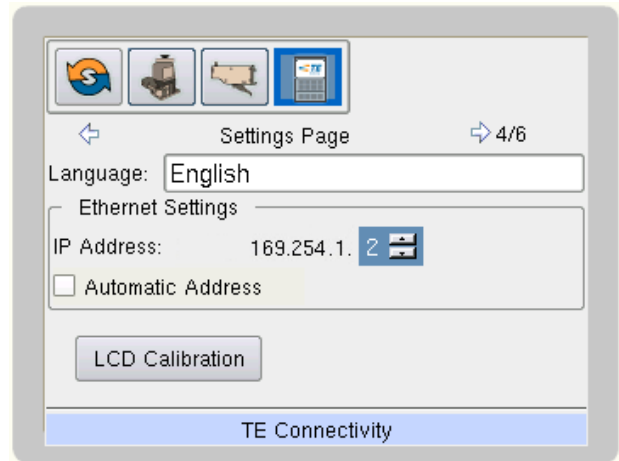 S
TE
Settings Page 4/6
Language: English
Ethernet Settings
IP Address: 169.254.1. 2
Automatic Address
LCD Calibration
TE Connectivity